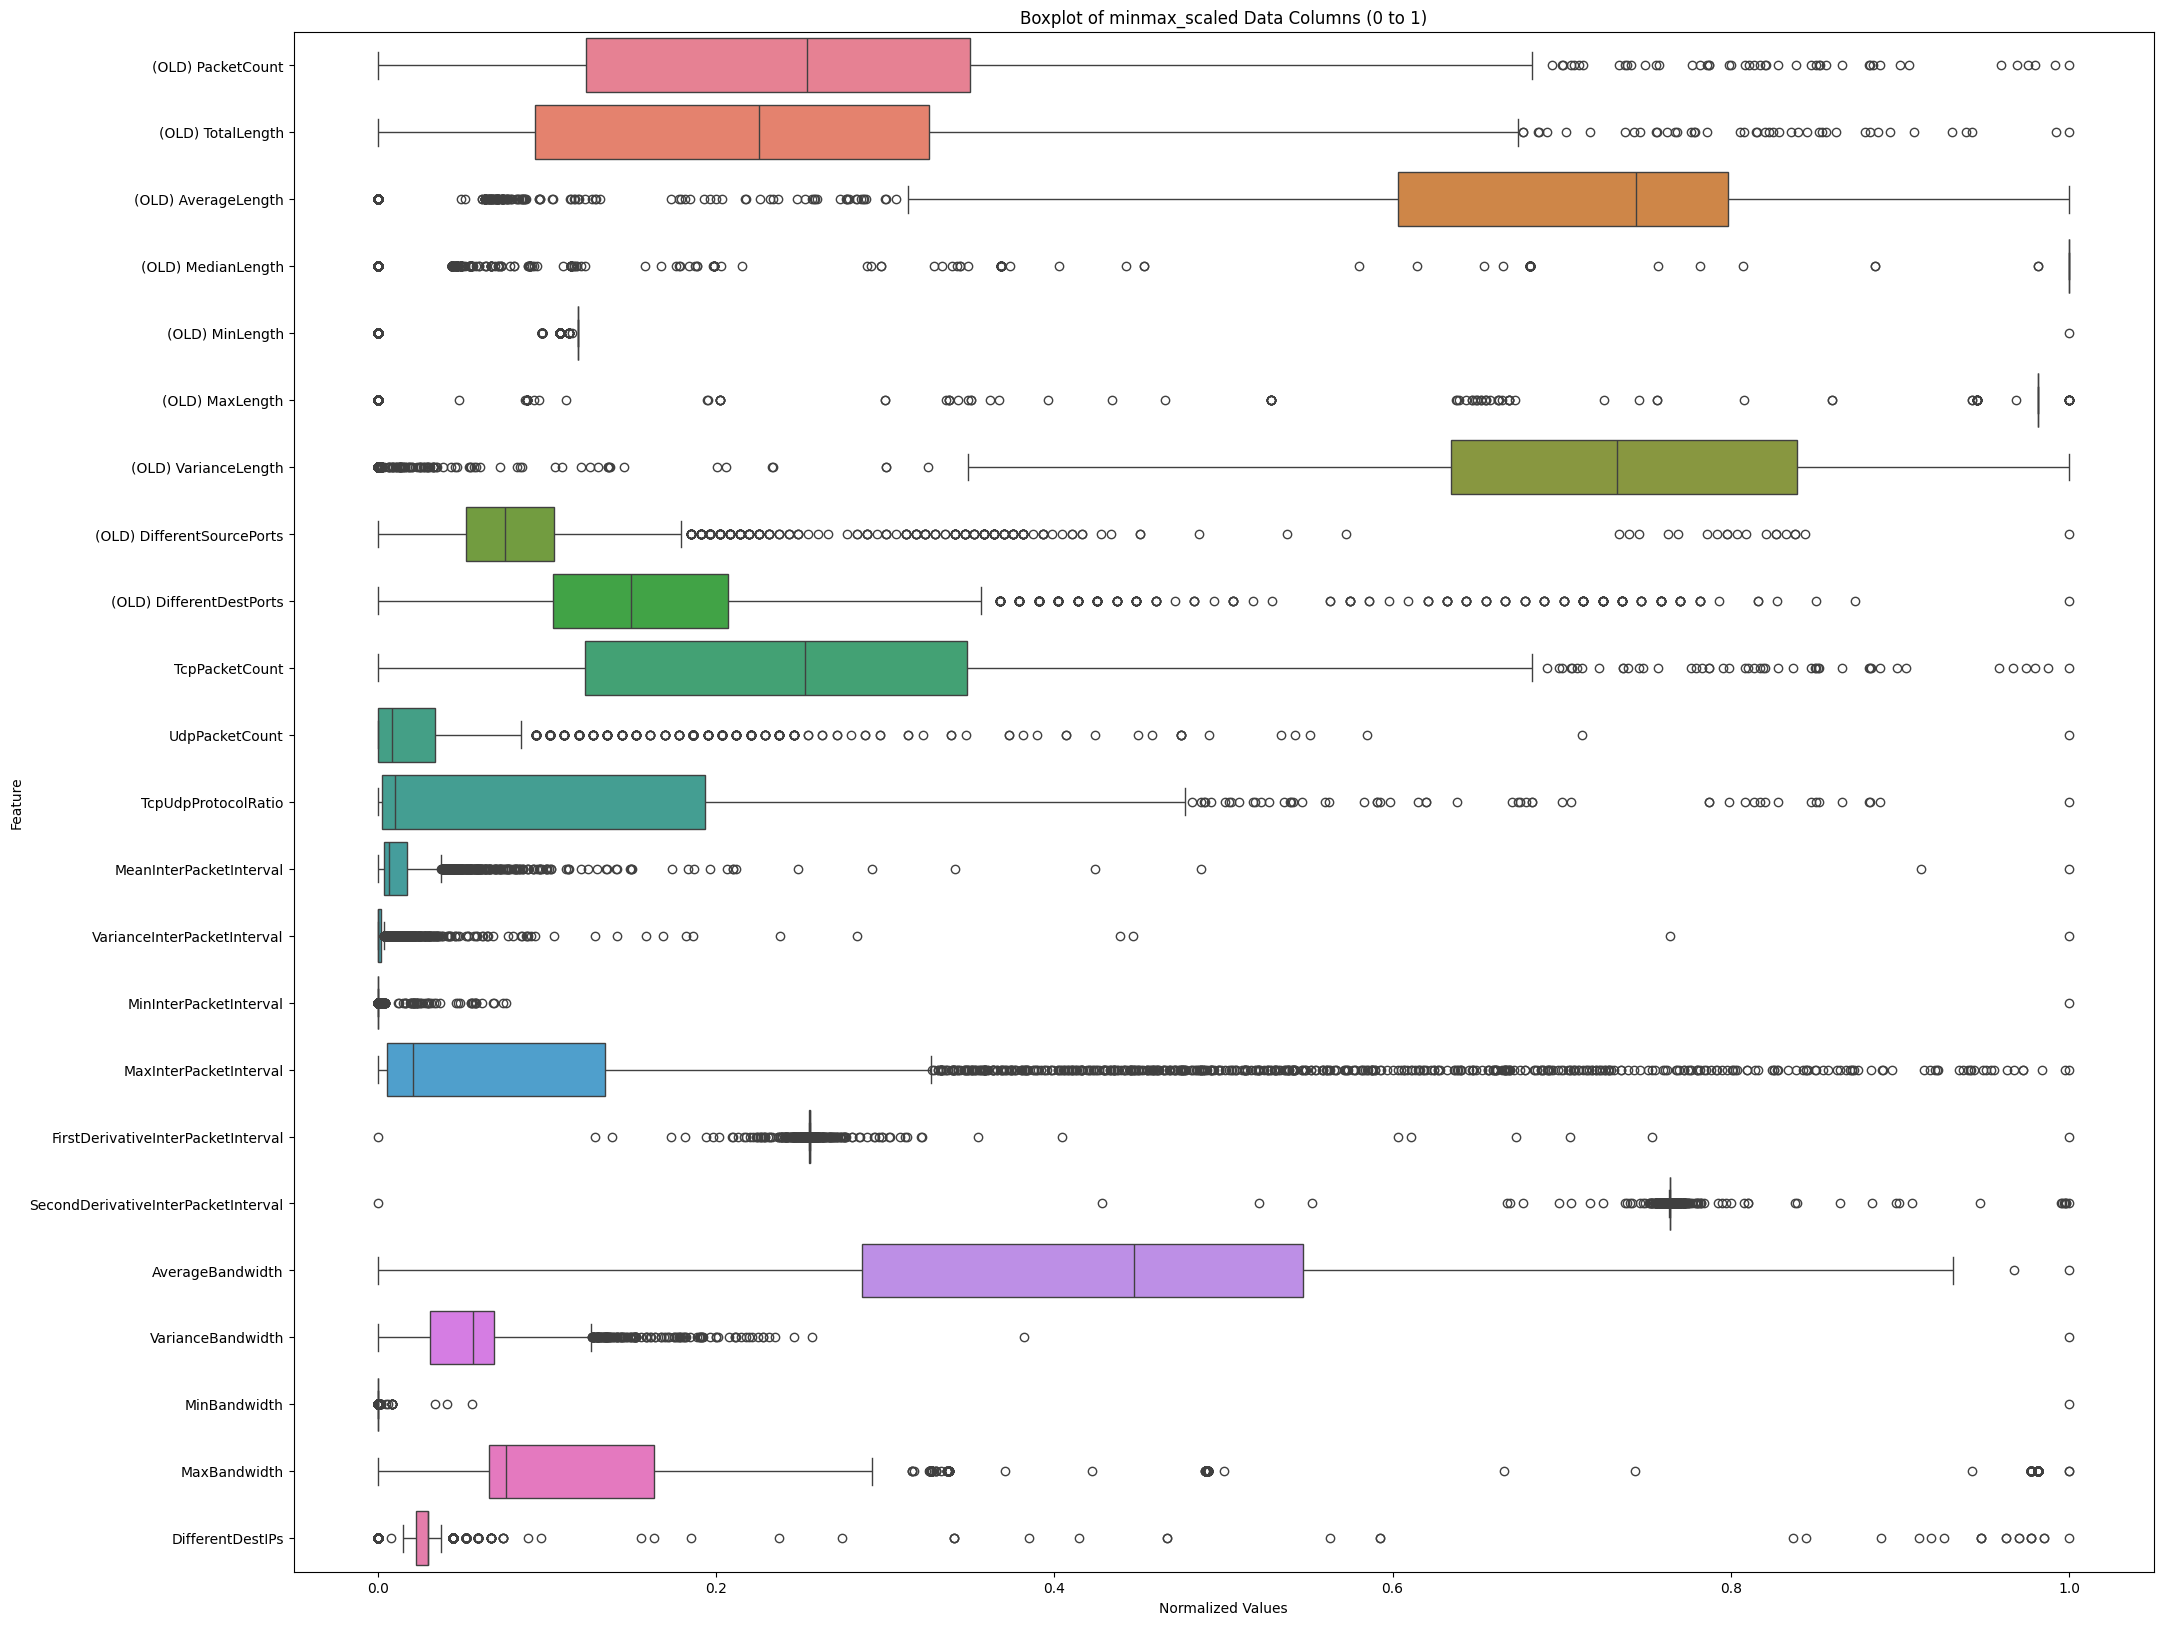 Boxplot of minmax_scaled Data Columns (0 to 1)
Feature
(OLD) PacketCount
(OLD) TotalLength
(OLD) AverageLength
(OLD) MedianLength
(OLD) MinLength
(OLD) MaxLength
(OLD) VarianceLength
(OLD) DifferentSourcePorts
(OLD) DifferentDestPorts
TcpPacketCount
UdpPacketCount
TcpUdpProtocolRatio
MeanInterPacketInterval
VarianceInterPacketInterval
MinInterPacketInterval
MaxInterPacketInterval
FirstDerivativeInterPacketInterval
SecondDerivativeInterPacketInterval
AverageBandwidth
VarianceBandwidth
MinBandwidth
MaxBandwidth
DifferentDestIPs
0.0 0.2 0.4 0.6 0.8 1.0
Normalized Values